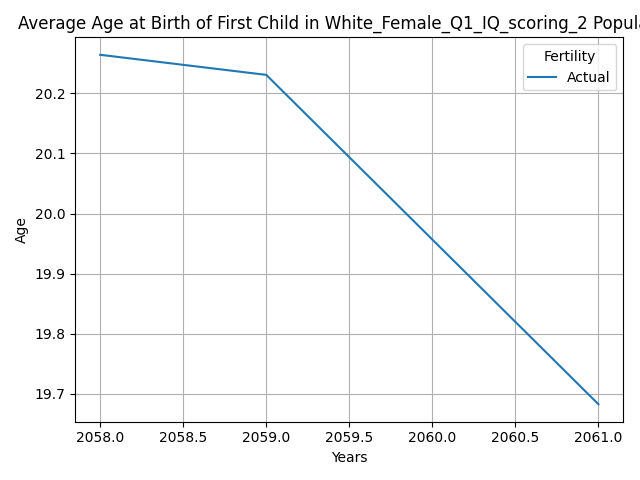 Average Age at Birth of First Child in White_Female_Q1_IQ_scoring_2 Popula
Fertility
Actual
20.2
20.1
20.0
19.9
19.8
19.7
Age
2058.0 2058.5 2059.0 2059.5 2060.0 2060.5 2061.0
Years